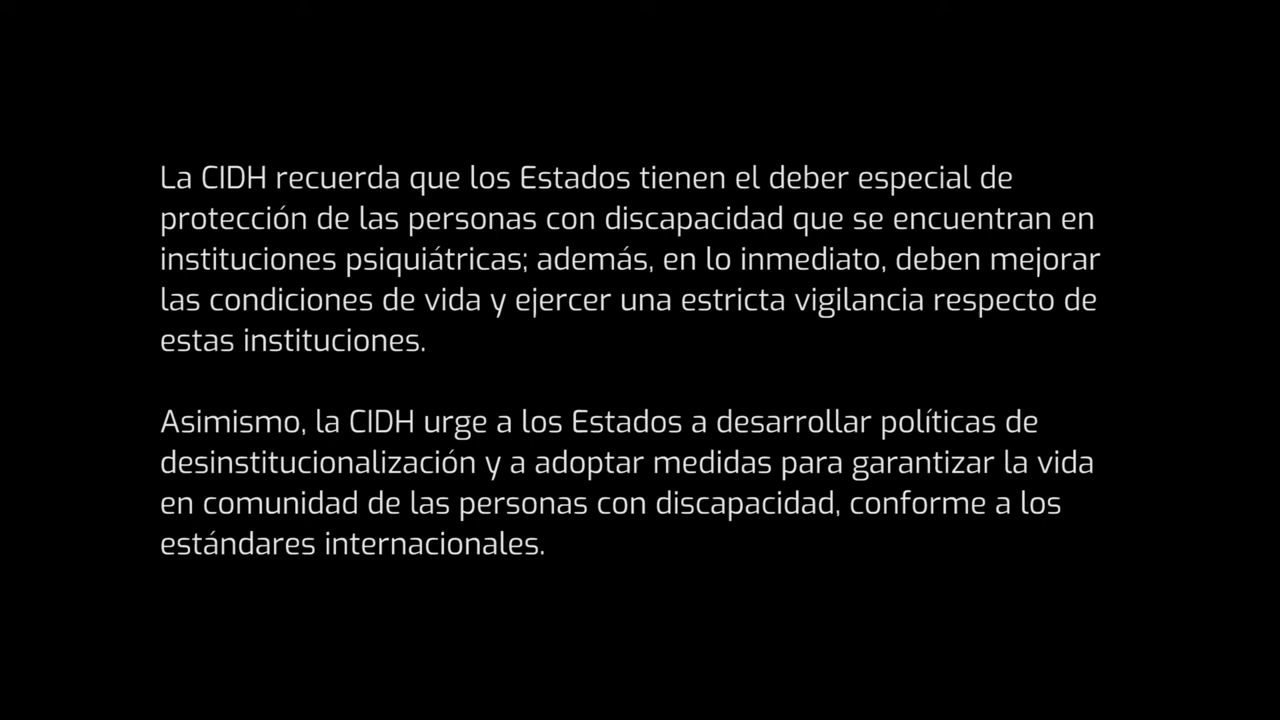 La CIDH recuerda que los Estados tienen el deber especial de
protección de las personas con discapacidad que se encuentran en
instituciones psiquiátricas; además, en lo inmediato, deben mejorar
las condiciones de vida y ejercer una estricta vigilancia respecto de
estas instituciones.
Asimismo, la CIDH urge a los Estados a desarrollar políticas de
desinstitucionalización y a adoptar medidas para garantizar la vida
en comunidad de las personas con discapacidad, conforme a los
estándares internacionales.